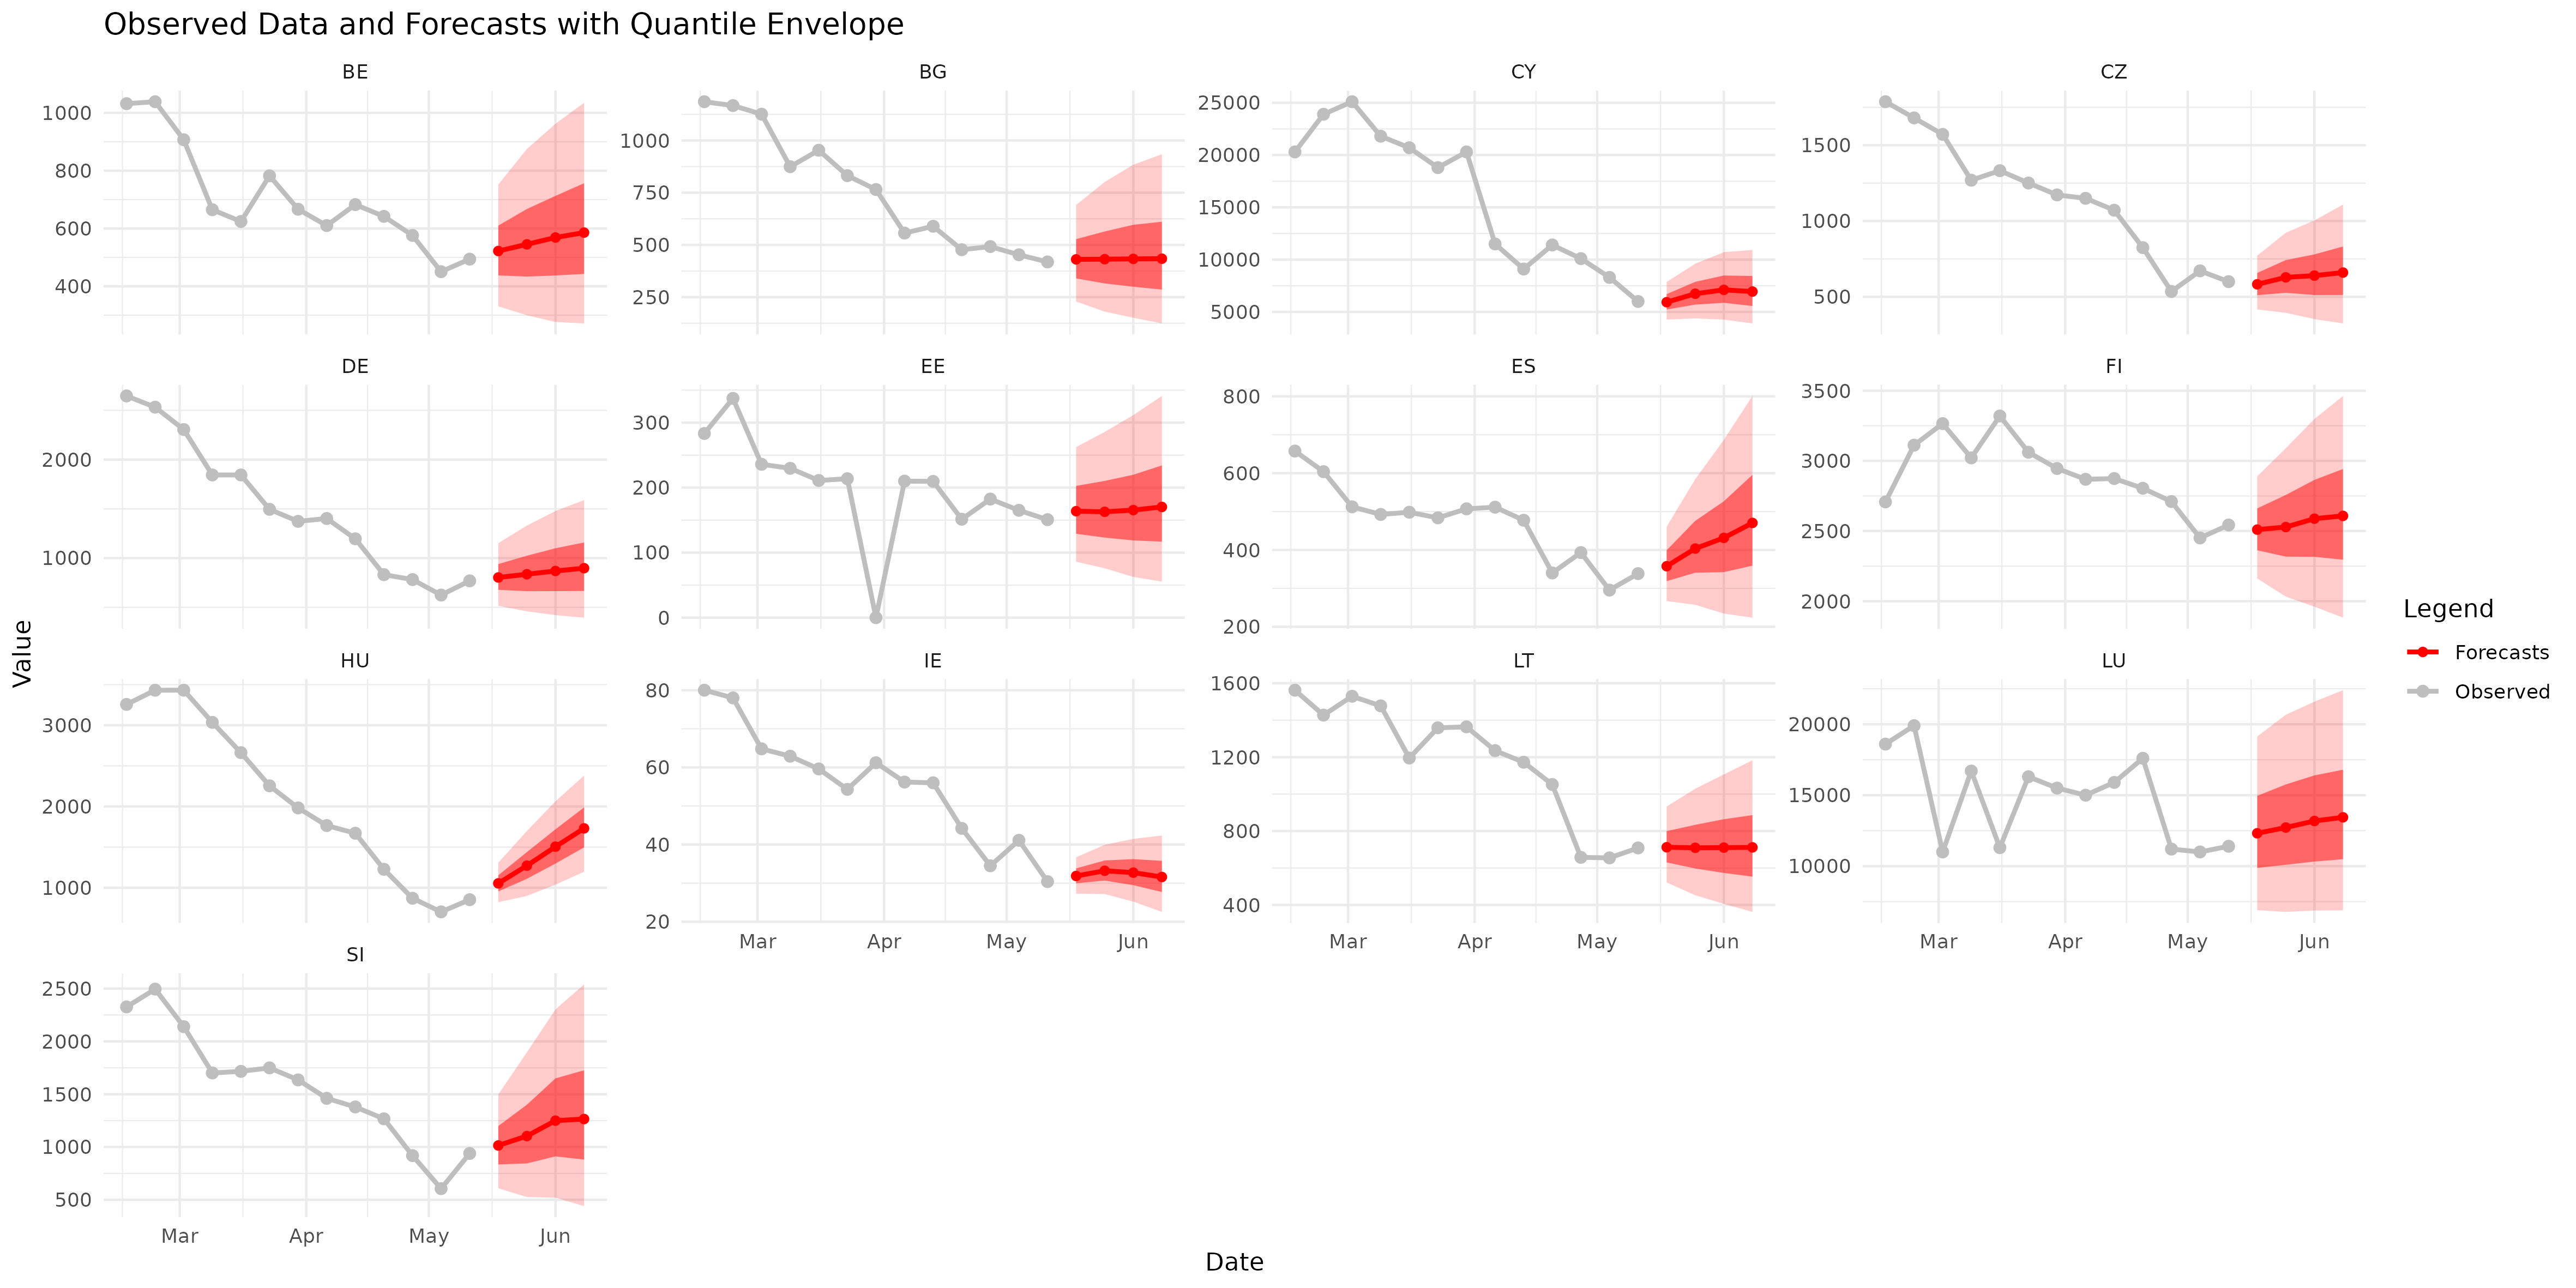 Observed Data and Forecasts with Quantile Envelope
BE
BG
CY
CZ
1000
800
600
400
1000
750
500
250
25000
20000
15000
10000
5000
1500
1000
500
DE
EE
ES
FI
2000
1000
300
200
100
0
800
600
400
200
3500
3000
2500
2000
Value
Legend
Forecasts
Observed
HU
IE
LT
LU
3000
2000
1000
80
60
40
20
1600
1200
800
400
20000
15000
10000
Mar Apr May Jun
Mar Apr May Jun
Mar Apr May Jun
SI
2500
2000
1500
1000
500
Mar Apr May Jun
Date